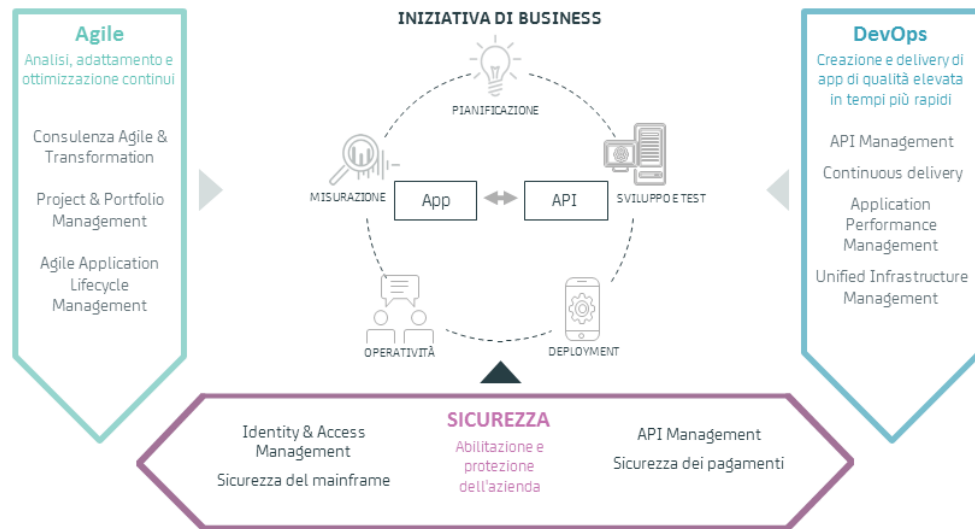 Agile
Analisi, adattamento e
ottimizzazione continui
Consulenza Agile &
Transformation
Project & Portfolio
Management
Agile Application
Lifecycle
Management
INIZIATIVA DI BUSINESS
PIANIFICAZIONE
MISURAZIONE
App
API
SVILUPPO E TEST
OPERATIVITÀ
DEPLOYMENT
DevOps
Creazione e delivery di
app di qualità elevata
in tempi più rapidi
API Management
Continuous delivery
Application
Performance
Management
Unified Infrastructure
Management
SICUREZZA
Abilitazione e
protezione
dell'azienda
Identity & Access
Management
Sicurezza del mainframe
API Management
Sicurezza dei pagamenti